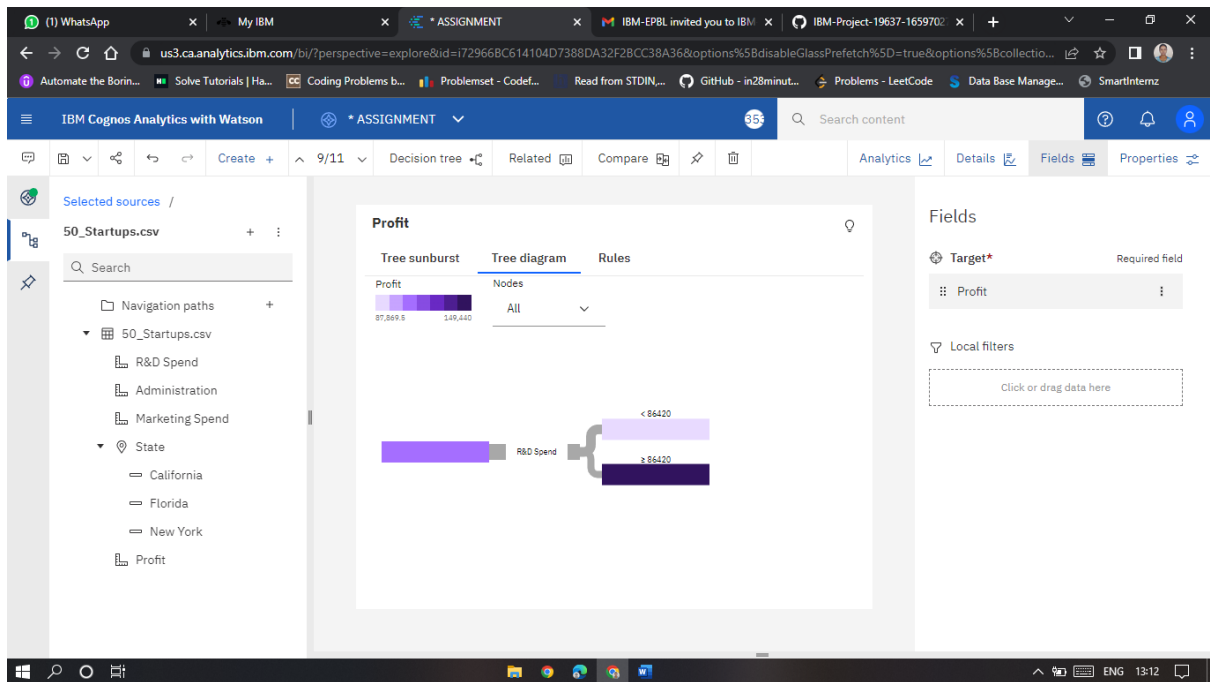 (1) WhatsApp
My IBM
* ASSIGNMENT
IBM-EPBL invited you to IBM
IBM-Project-19637-1659702
us3.ca.analytics.ibm.com/bi/?perspective=explore&id=i72966BC614104D7388DA32F2BCC38A36&options%5BdisableGlassPrefetch%5D=true&options%5Bcollectio...
Automate the Borin...
Solve Tutorials | Ha...
CC Coding Problems b...
Problemset - Codef...
Read from STDIN,...
GitHub - in28minut...
Problems - LeetCode
Data Base Manage...
SmartInternz
IBM Cognos Analytics with Watson
* ASSIGNMENT
353
Search content
Create +
9/11
Decision tree
Related
Compare
Analytics
Details
Fields
Properties
Selected sources /
50_Startups.csv
Search
Navigation paths
50_Startups.csv
R&D Spend
Administration
Marketing Spend
State
California
Florida
New York
Profit
Profit
Tree sunburst
Tree diagram
Rules
Profit
87,869.5 149,440
Nodes
All
R&D Spend
< 86420
≥ 86420
Fields
Target*
Required field
Profit
Local filters
Click or drag data here
ENG 13:12